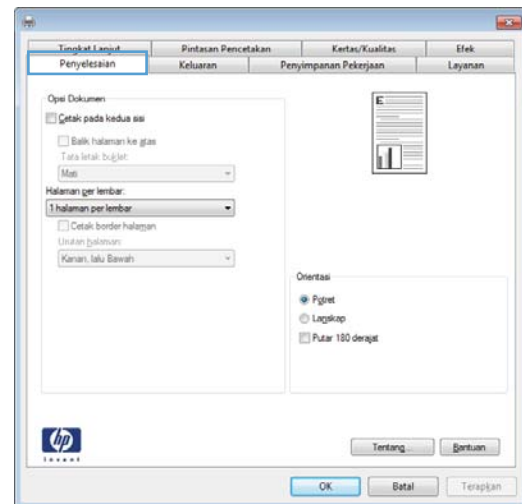 Tingkat Lanjut Pintasan Pencetakan Kertas/Kualitas Efek
Penyelesaian Keluaran Penyimpanan Pekerjaan Layanan
Opsi Dokumen
Cetak pada kedua sisi
Balik halaman ke atas
Tata letak buklet:
Mati
Halaman per lembar:
1 halaman per lembar
Cetak border halaman
Urutan halaman:
Kanan, lalu Bawah
E
Orientasi
Potret
Lanskap
Putar 180 derajat
hp
invent
Tentang... Bantuan
OK Batal Terapkan